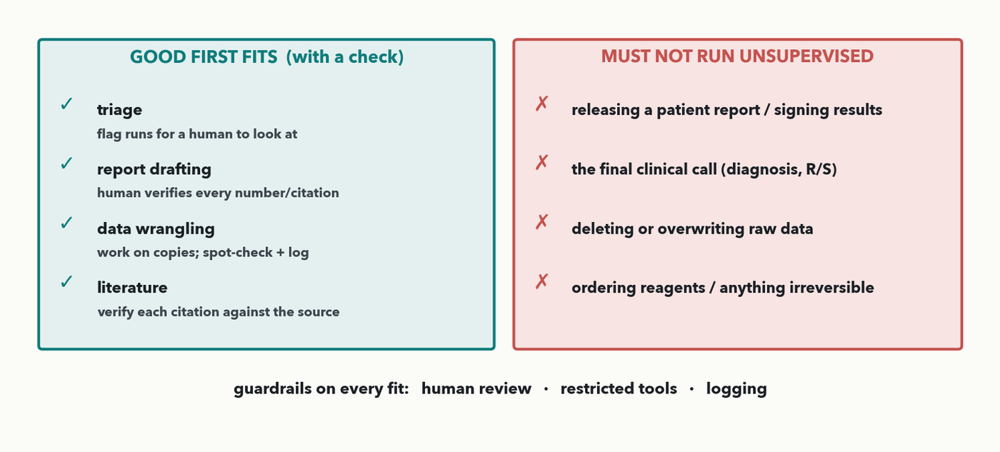 GOOD FIRST FITS (with a check)
✓ triage
flag runs for a human to look at
✓ report drafting
human verifies every number/citation
✓ data wrangling
work on copies; spot-check + log
✓ literature
verify each citation against the source
MUST NOT RUN UNSUPERVISED
✗ releasing a patient report / signing results
✗ the final clinical call (diagnosis, R/S)
✗ deleting or overwriting raw data
✗ ordering reagents / anything irreversible
guardrails on every fit: human review · restricted tools · logging